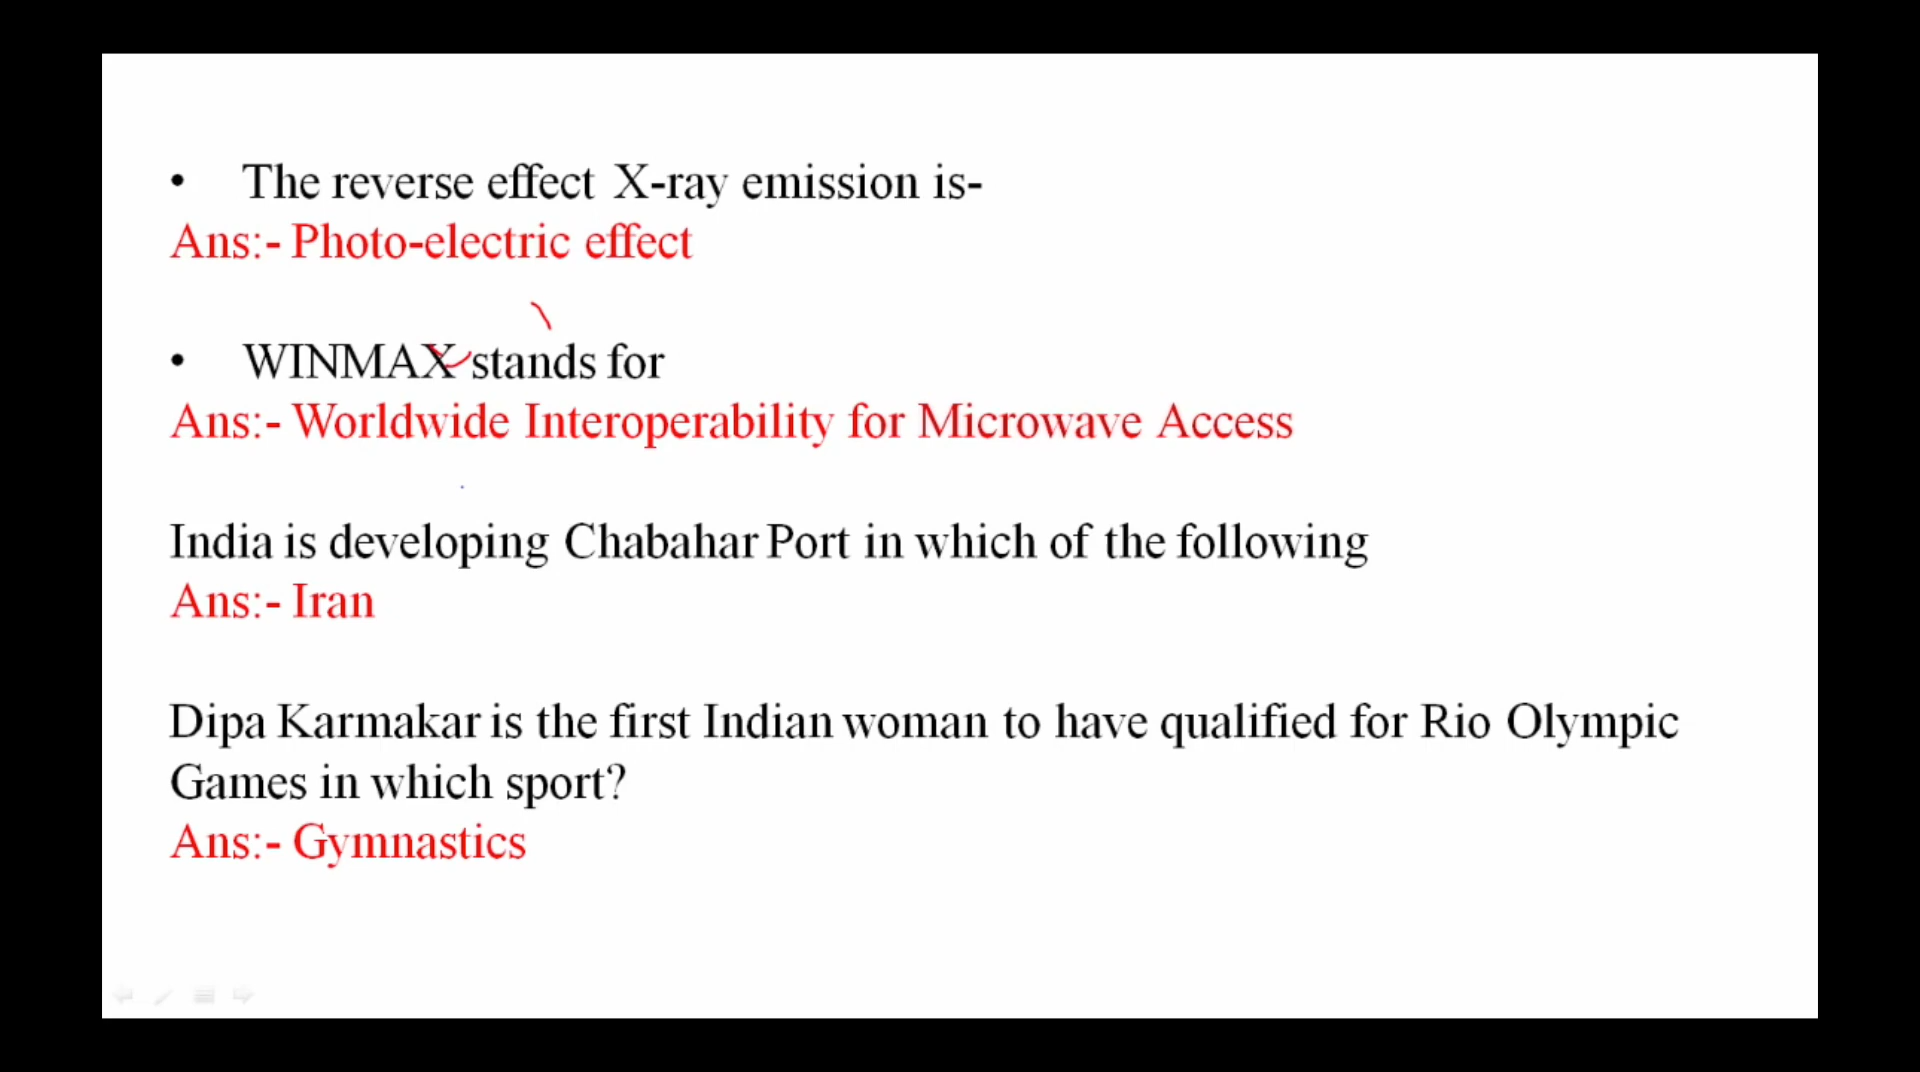 • The reverse effect X-ray emission is-
Ans:- Photo-electric effect
• WINMAX stands for
Ans:- Worldwide Interoperability for Microwave Access
India is developing Chabahar Port in which of the following
Ans:- Iran
Dipa Karmakar is the first Indian woman to have qualified for Rio Olympic
Games in which sport?
Ans:- Gymnastics